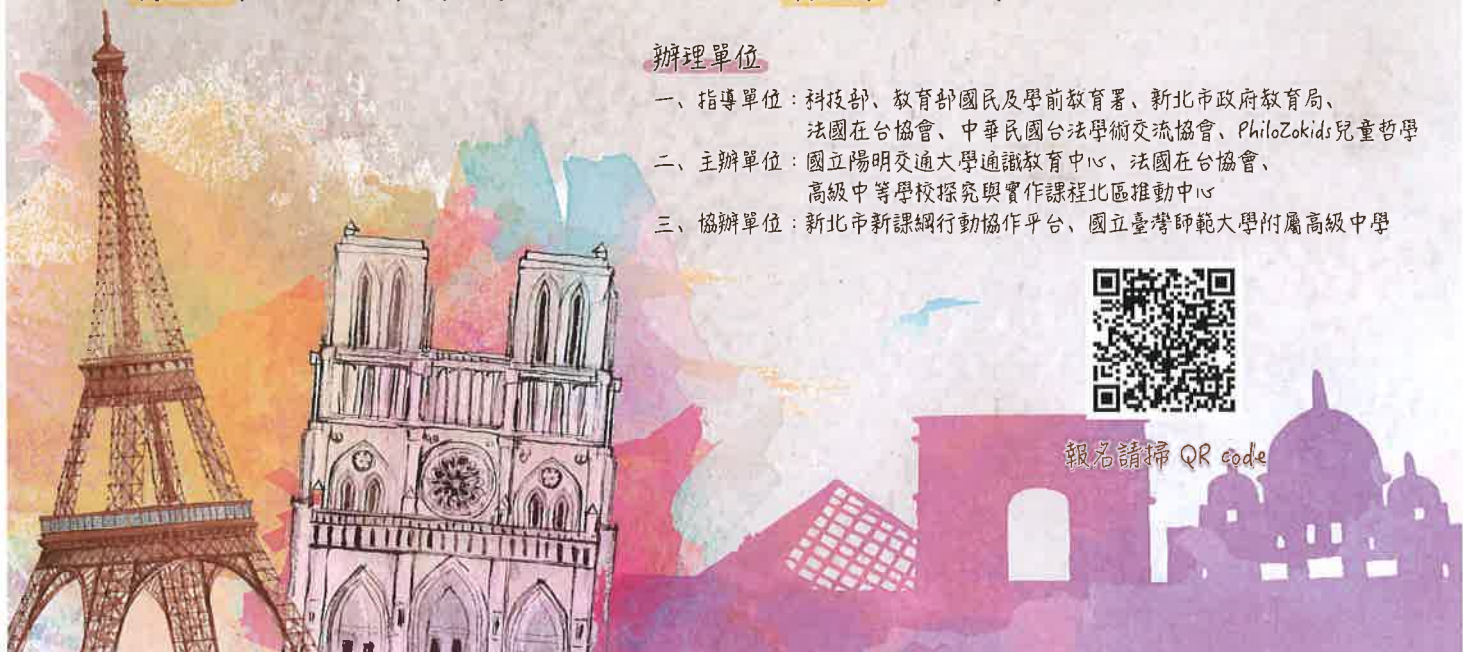 辦理單位
一、指導單位：科技部、教育部國民及學前教育署、新北市政府教育局、
法國在台協會、中華民國台法學術交流協會、PhiloZokids兒童哲學
二、主辦單位：國立陽明交通大學通識教育中心、法國在台協會、
高級中等學校探究與實作課程北區推動中心
三、協辦單位：新北市新課綱行動協作平台、國立臺灣師範大學附屬高級中學
報名請掃 QR code